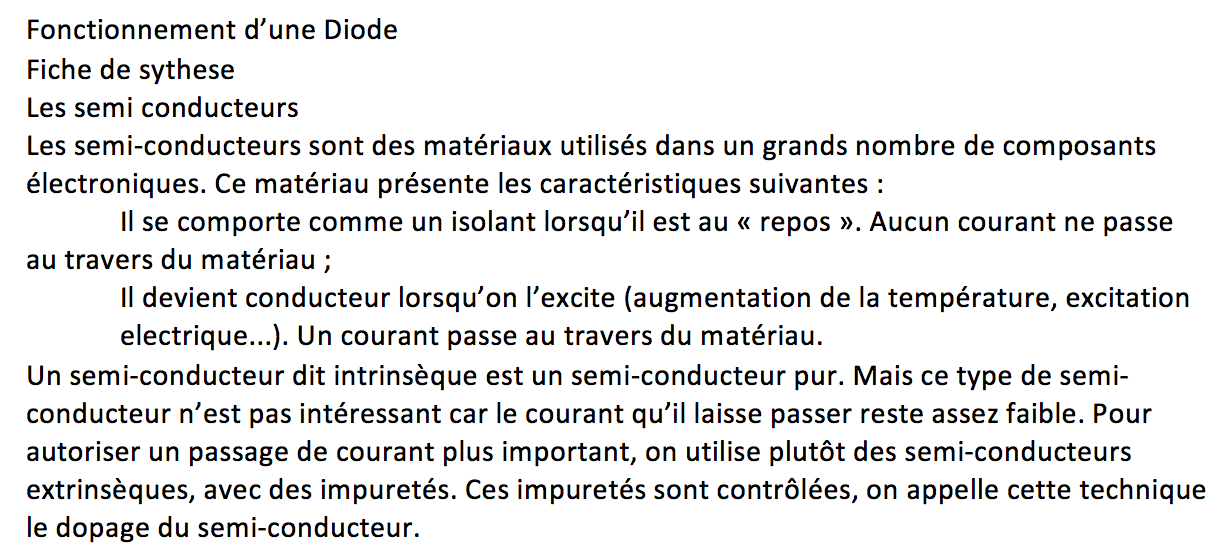 Fonctionnement d’une Diode
Fiche de sythese
Les semi conducteurs
Les semi-conducteurs sont des matériaux utilisés dans un grands nombre de composants
électroniques. Ce matériau présente les caractéristiques suivantes :
Il se comporte comme un isolant lorsqu’il est au « repos ». Aucun courant ne passe
au travers du matériau ;
Il devient conducteur lorsqu’on l’excite (augmentation de la température, excitation
electrique...). Un courant passe au travers du matériau.
Un semi-conducteur dit intrinsèque est un semi-conducteur pur. Mais ce type de semi-
conducteur n’est pas intéressant car le courant qu’il laisse passer reste assez faible. Pour
autoriser un passage de courant plus important, on utilise plutôt des semi-conducteurs
extrinsèques, avec des impuretés. Ces impuretés sont contrôlées, on appelle cette technique
le dopage du semi-conducteur.